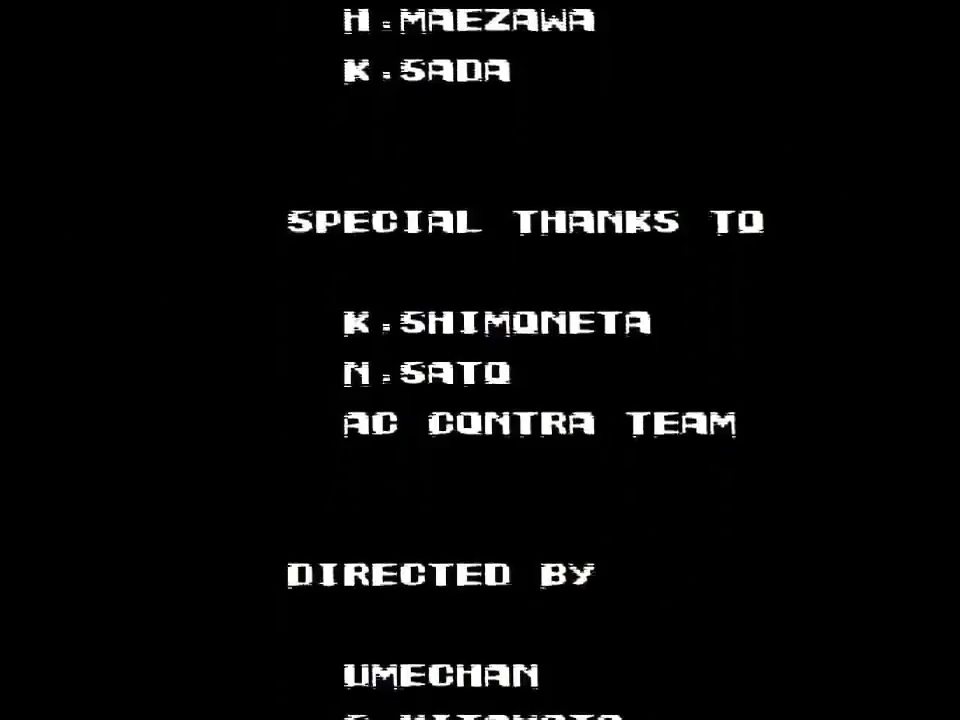 H.MAEZAWA
K.SADA
SPECIAL THANKS TO
K.SHIMONETA
N.SATO
AC CONTRA TEAM
DIRECTED BY
UMECHAN